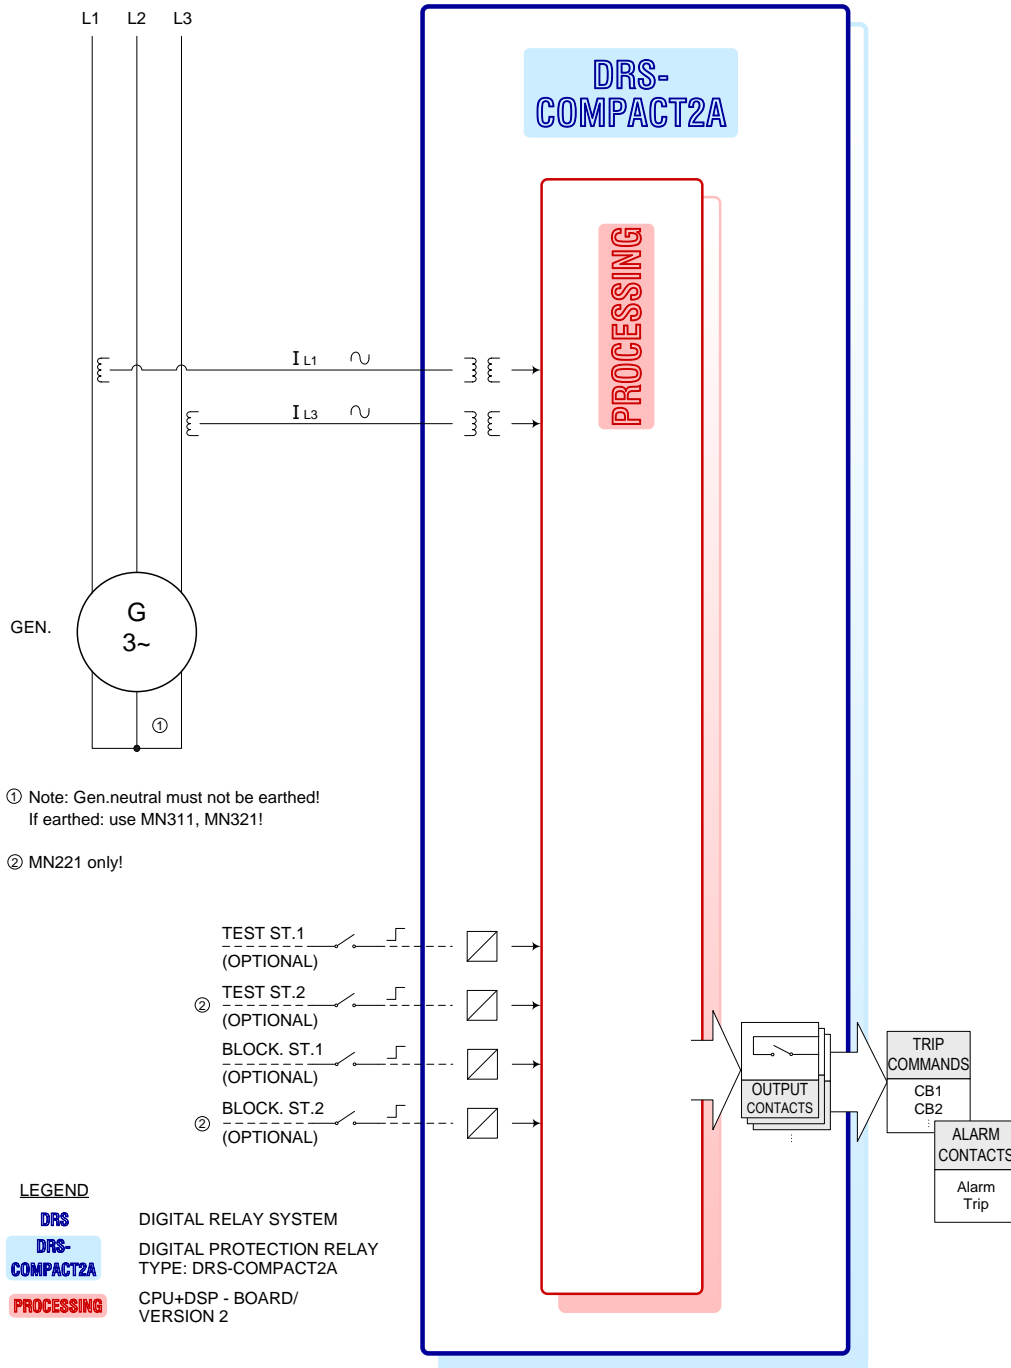 L1 L2 L3
DRS-
COMPACT2A
PROCESSING
I L1
I L3
GEN.
G
3~
①
① Note: Gen.neutral must not be earthed!
If earthed: use MN311, MN321!
② MN221 only!
TEST ST.1
(OPTIONAL)
② TEST ST.2
(OPTIONAL)
BLOCK. ST.1
(OPTIONAL)
② BLOCK. ST.2
(OPTIONAL)
OUTPUT
CONTACTS
TRIP
COMMANDS
CB1
CB2
ALARM
CONTACTS
Alarm
Trip
LEGEND
DRS DIGITAL RELAY SYSTEM
DRS-
COMPACT2A
DIGITAL PROTECTION RELAY
TYPE: DRS-COMPACT2A
PROCESSING
CPU+DSP - BOARD/
VERSION 2